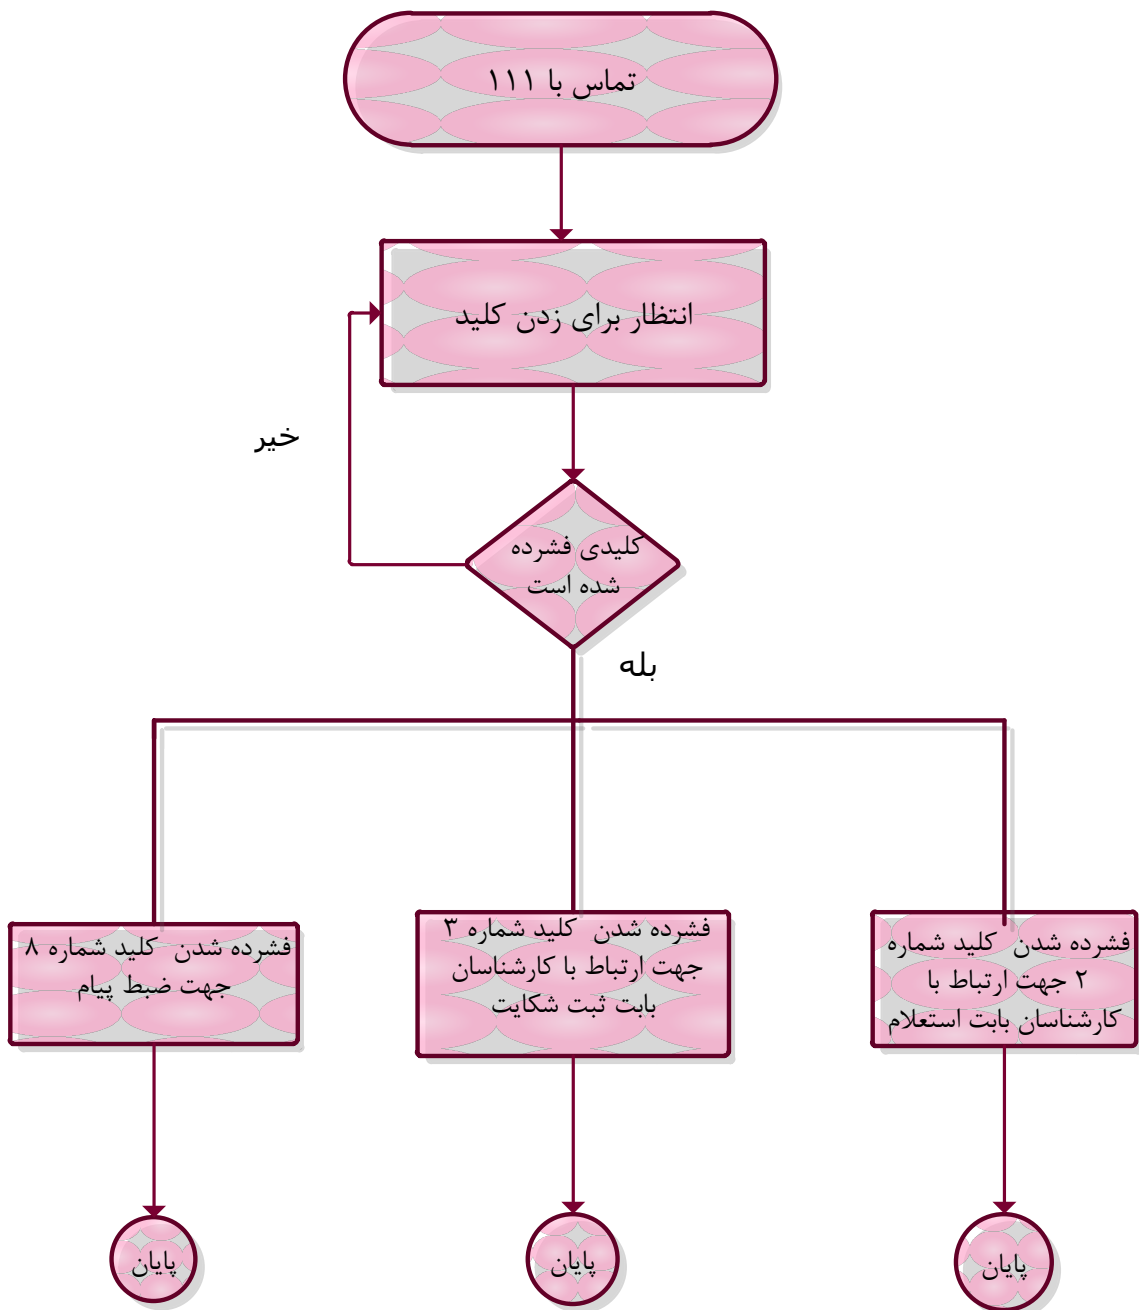 تماس با ۱۱۱
انتظار برای زدن کلید
خیر
کلیدی فشرده
شده است
بله
فشرده شدن کلید شماره
۲ جهت ارتباط با
کارشناسان بابت استعلام
فشرده شدن کلید شماره ۳
جهت ارتباط با کارشناسان
بابت ثبت شکایت
فشرده شدن کلید شماره ۸
جهت ضبط پیام
پایان
پایان
پایان